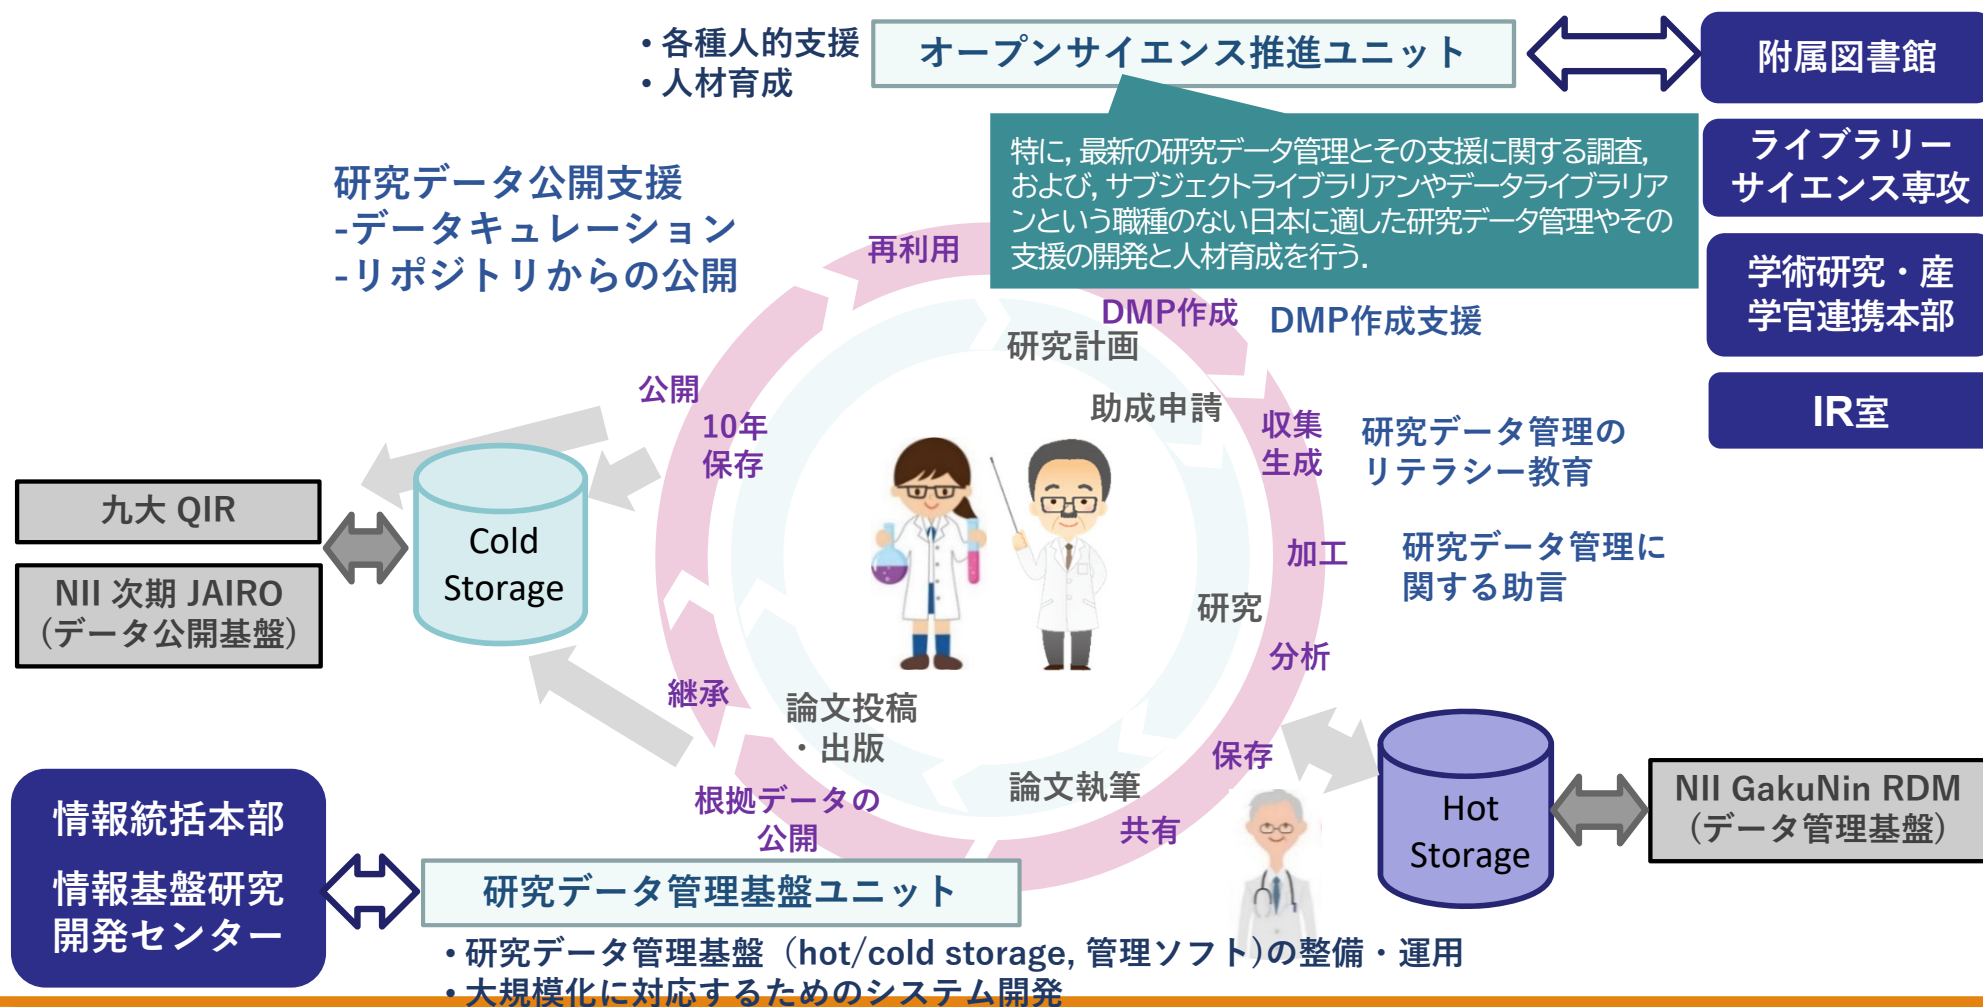 ・各種人的支援
・人材育成
オープンサイエンス推進ユニット
附属図書館
ライブラリー
サイエンス専攻
学術研究・産
学官連携本部
IR室
特に, 最新の研究データ管理とその支援に関する調査,
および, サブジェクトライブラリアンやデータライブラリア
ンという職種のない日本に適した研究データ管理やその
支援の開発と人材育成を行う.
研究データ公開支援
-データキュレーション
-リポジトリからの公開
再利用
DMP作成
DMP作成支援
研究計画
助成申請
公開
10年
保存
収集
生成
研究データ管理の
リテラシー教育
九大 QIR
NII 次期 JAIRO
(データ公開基盤)
Cold
Storage
加工
研究データ管理に
関する助言
研究
分析
継承
論文投稿
・出版
保存
論文執筆
根拠データの
公開
共有
Hot
Storage
NII GakuNin RDM
(データ管理基盤)
情報統括本部
情報基盤研究
開発センター
研究データ管理基盤ユニット
・研究データ管理基盤（hot/cold storage, 管理ソフト)の整備・運用
・大規模化に対応するためのシステム開発